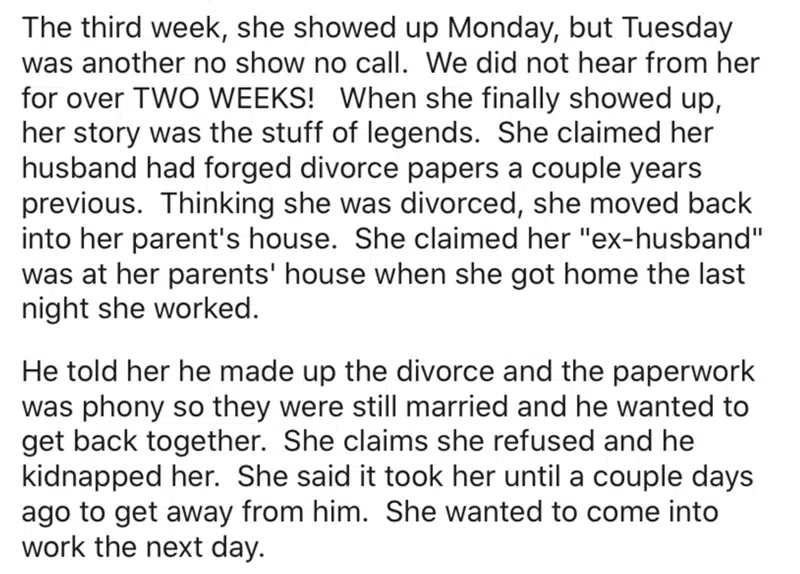 The third week, she showed up Monday, but Tuesday
was another no show no call.  We did not hear from her
for over TWO WEEKS!   When she finally showed up,
her story was the stuff of legends.  She claimed her
husband had forged divorce papers a couple years
previous.  Thinking she was divorced, she moved back
into her parent's house.  She claimed her "ex-husband"
was at her parents' house when she got home the last
night she worked.
He told her he made up the divorce and the paperwork
was phony so they were still married and he wanted to
get back together.  She claims she refused and he
kidnapped her.  She said it took her until a couple days
ago to get away from him.  She wanted to come into
work the next day.